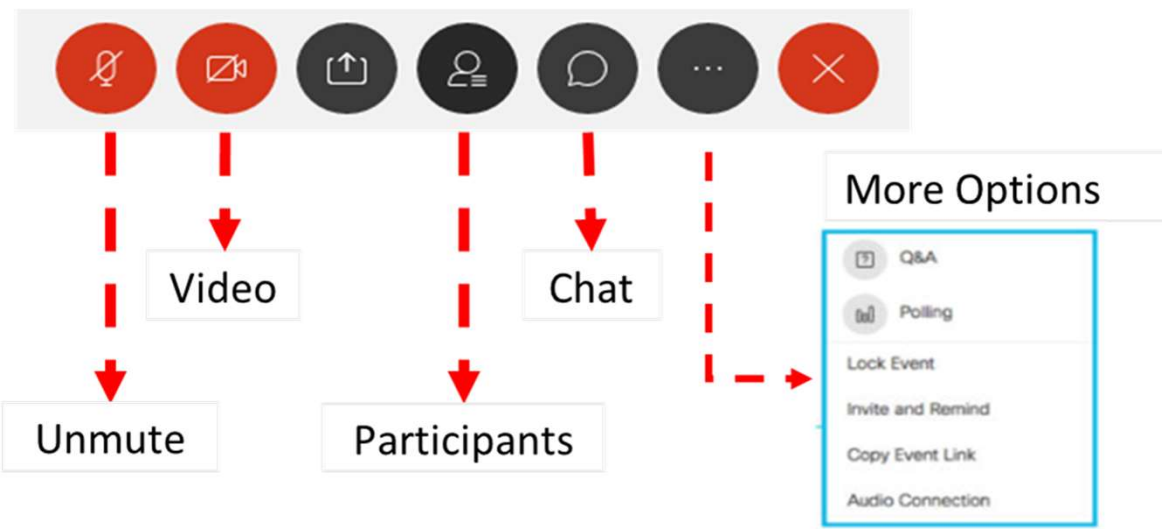 More Options
Q&A
Polling
Video
Chat
Lock Event
Invite and Remind
Unmute
Participants
Copy Event Link
Audio Connection